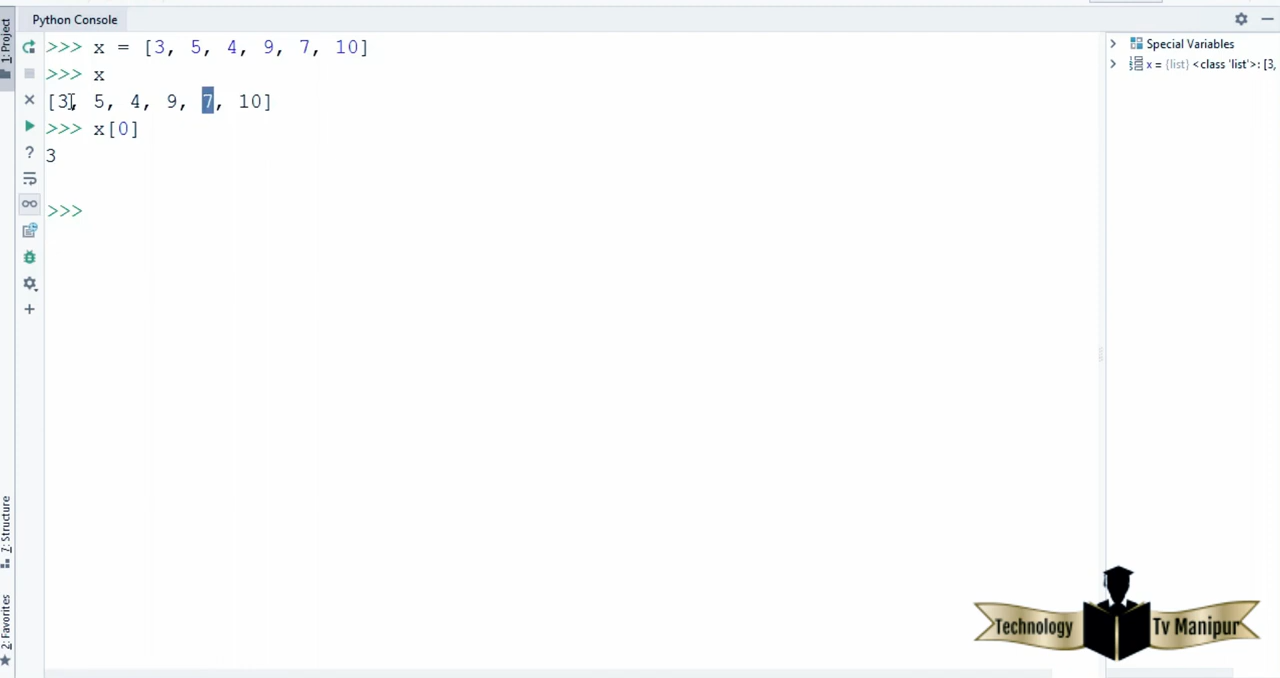 Python Console
>>> x = [3, 5, 4, 9, 7, 10]
>>> x
[3, 5, 4, 9, 7, 10]
>>> x[0]
3
>>>
Special Variables
x = {list} <class 'list'>: [3,
1: Project
7: Structure
2: Favorites
Technology Tv Manipur